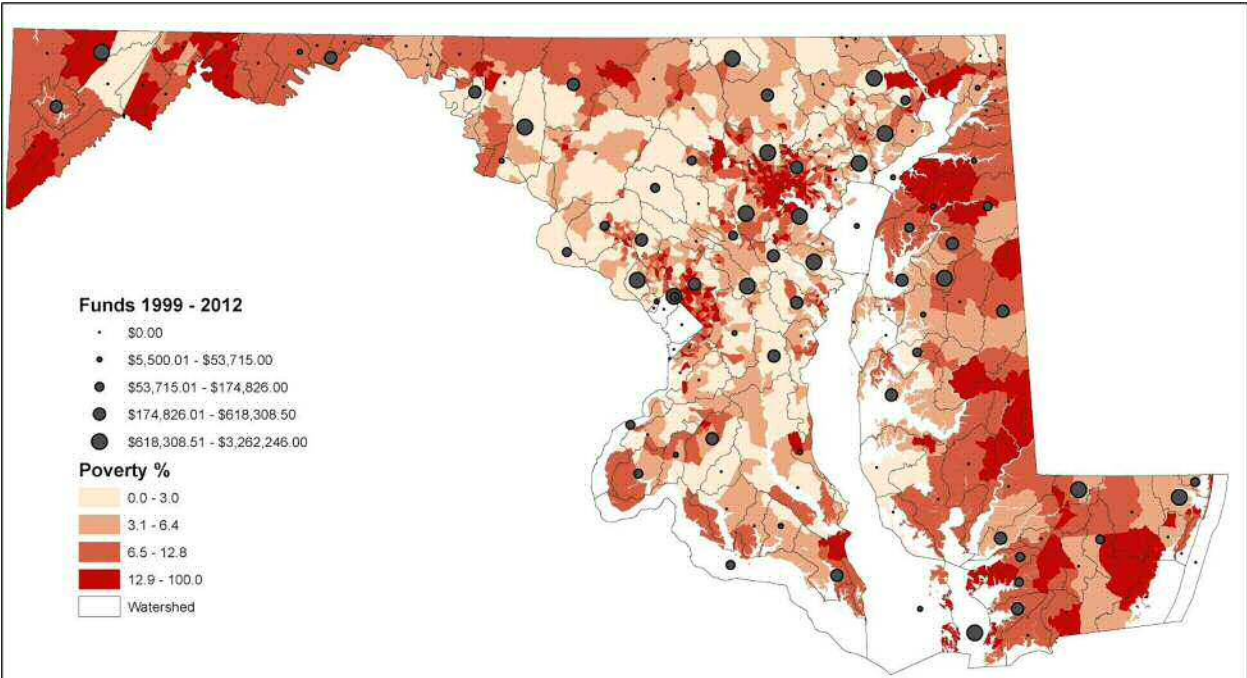 Funds 1999 - 2012
$0.00
$5,500.01 - $53,715.00
$53,715.01 - $174,826.00
$174,826.01 - $618,308.50
$618,308.51 - $3,262,246.00
Poverty %
0.0 - 3.0
3.1 - 6.4
6.5 - 12.8
12.9 - 100.0
Watershed